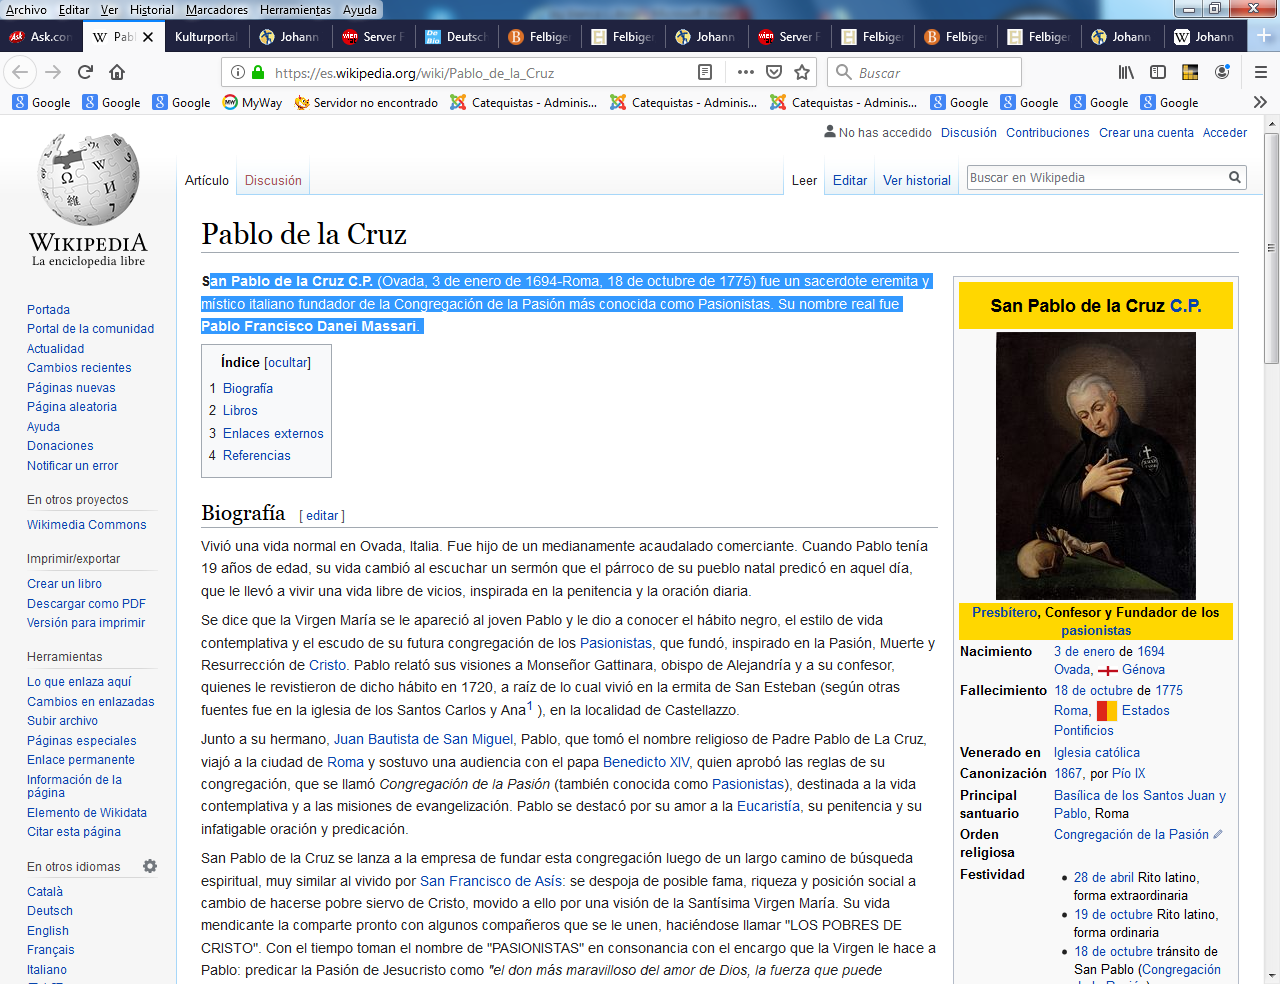 Archivo Editar Ver Historial Marcadores Herramientas Ayuda
Ask.con Pabl Kulturportal Johann Server F Deutsch Felbiger Felbiger Johann Server F Felbiger Felbiger Felbiger Johann Johann
https://es.wikipedia.org/wiki/Pablo_de_la_Cruz Buscar
Google Google Google MyWay Servidor no encontrado Catequistas - Adminis... Catequistas - Adminis... Catequistas - Adminis... Google Google Google Google
No has accedido Discusión Contribuciones Crear una cuenta Acceder
Artículo Discusión Leer Editar Ver historial Buscar en Wikipedia
WIKIPEDIA
La enciclopedia libre
Portada
Portal de la comunidad
Actualidad
Cambios recientes
Páginas nuevas
Página aleatoria
Ayuda
Donaciones
Notificar un error
En otros proyectos
Wikimedia Commons
Imprimir/exportar
Crear un libro
Descargar como PDF
Versión para imprimir
Herramientas
Lo que enlaza aquí
Cambios en enlazadas
Subir archivo
Páginas especiales
Enlace permanente
Información de la
página
Elemento de Wikidata
Citar esta página
En otros idiomas
Català
Deutsch
English
Français
Italiano
Pablo de la Cruz
San Pablo de la Cruz C.P. (Ovada, 3 de enero de 1694-Roma, 18 de octubre de 1775) fue un sacerdote eremita y
místico italiano fundador de la Congregación de la Pasión más conocida como Pasionistas. Su nombre real fue
Pablo Francisco Danei Massari.
Índice [ocultar]
1 Biografía
2 Libros
3 Enlaces externos
4 Referencias
Biografía [ editar ]
Vivió una vida normal en Ovada, Italia. Fue hijo de un medianamente acaudalado comerciante. Cuando Pablo tenía
19 años de edad, su vida cambió al escuchar un sermón que el párroco de su pueblo natal predicó en aquel día,
que le llevó a vivir una vida libre de vicios, inspirada en la penitencia y la oración diaria.
Se dice que la Virgen María se le apareció al joven Pablo y le dio a conocer el hábito negro, el estilo de vida
contemplativa y el escudo de su futura congregación de los Pasionistas, que fundó, inspirado en la Pasión, Muerte y
Resurrección de Cristo. Pablo relató sus visiones a Monseñor Gattinara, obispo de Alejandría y a su confesor,
quienes le revistieron de dicho hábito en 1720, a raíz de lo cual vivió en la ermita de San Esteban (según otras
fuentes fue en la iglesia de los Santos Carlos y Ana1 ), en la localidad de Castellazzo.
Junto a su hermano, Juan Bautista de San Miguel, Pablo, que tomó el nombre religioso de Padre Pablo de La Cruz,
viajó a la ciudad de Roma y sostuvo una audiencia con el papa Benedicto XIV, quien aprobó las reglas de su
congregación, que se llamó Congregación de la Pasión (también conocida como Pasionistas), destinada a la vida
contemplativa y a las misiones de evangelización. Pablo se destacó por su amor a la Eucaristía, su penitencia y su
infatigable oración y predicación.
San Pablo de la Cruz se lanza a la empresa de fundar esta congregación luego de un largo camino de búsqueda
espiritual, muy similar al vivido por San Francisco de Asís: se despoja de posible fama, riqueza y posición social a
cambio de hacerse pobre siervo de Cristo, movido a ello por una visión de la Santísima Virgen María. Su vida
mendicante la comparte pronto con algunos compañeros que se le unen, haciéndose llamar "LOS POBRES DE
CRISTO". Con el tiempo toman el nombre de "PASIONISTAS" en consonancia con el encargo que la Virgen le hace a
Pablo: predicar la Pasión de Jesucristo como "el don más maravilloso del amor de Dios, la fuerza que puede
San Pablo de la Cruz C.P.
Presbítero, Confesor y Fundador de los
pasionistas
Nacimiento 3 de enero de 1694
Ovada, Génova
Fallecimiento 18 de octubre de 1775
Roma, Estados
Pontificios
Venerado en Iglesia católica
Canonización 1867, por Pío IX
Principal santuario Basílica de los Santos Juan y
Pablo, Roma
Orden religiosa Congregación de la Pasión
Festividad 28 de abril Rito latino,
forma extraordinaria
19 de octubre Rito latino,
forma ordinaria
18 de octubre tránsito de
San Pablo (Congregación